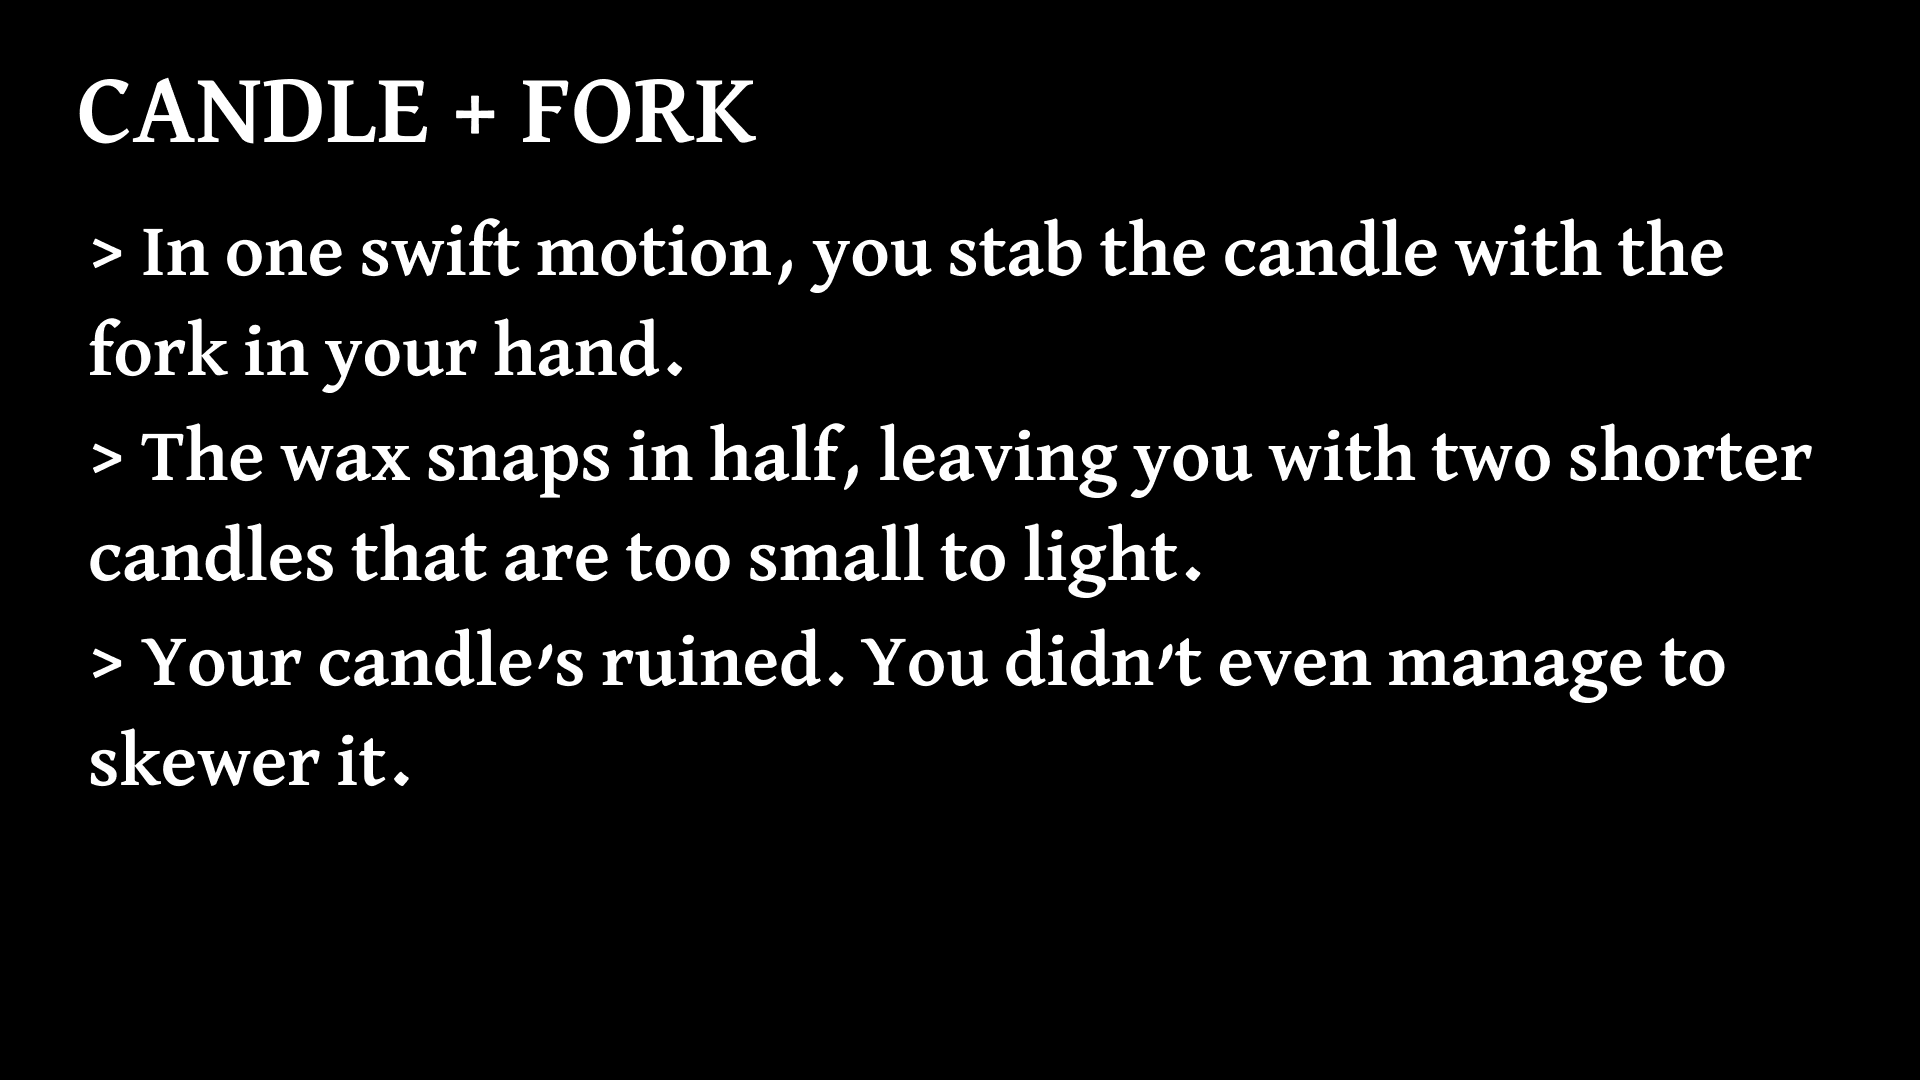 CANDLE + FORK
> In one swift motion, you stab the candle with the
fork in your hand.
> The wax snaps in half, leaving you with two shorter
candles that are too small to light.
> Your candle's ruined. You didn't even manage to
skewer it.